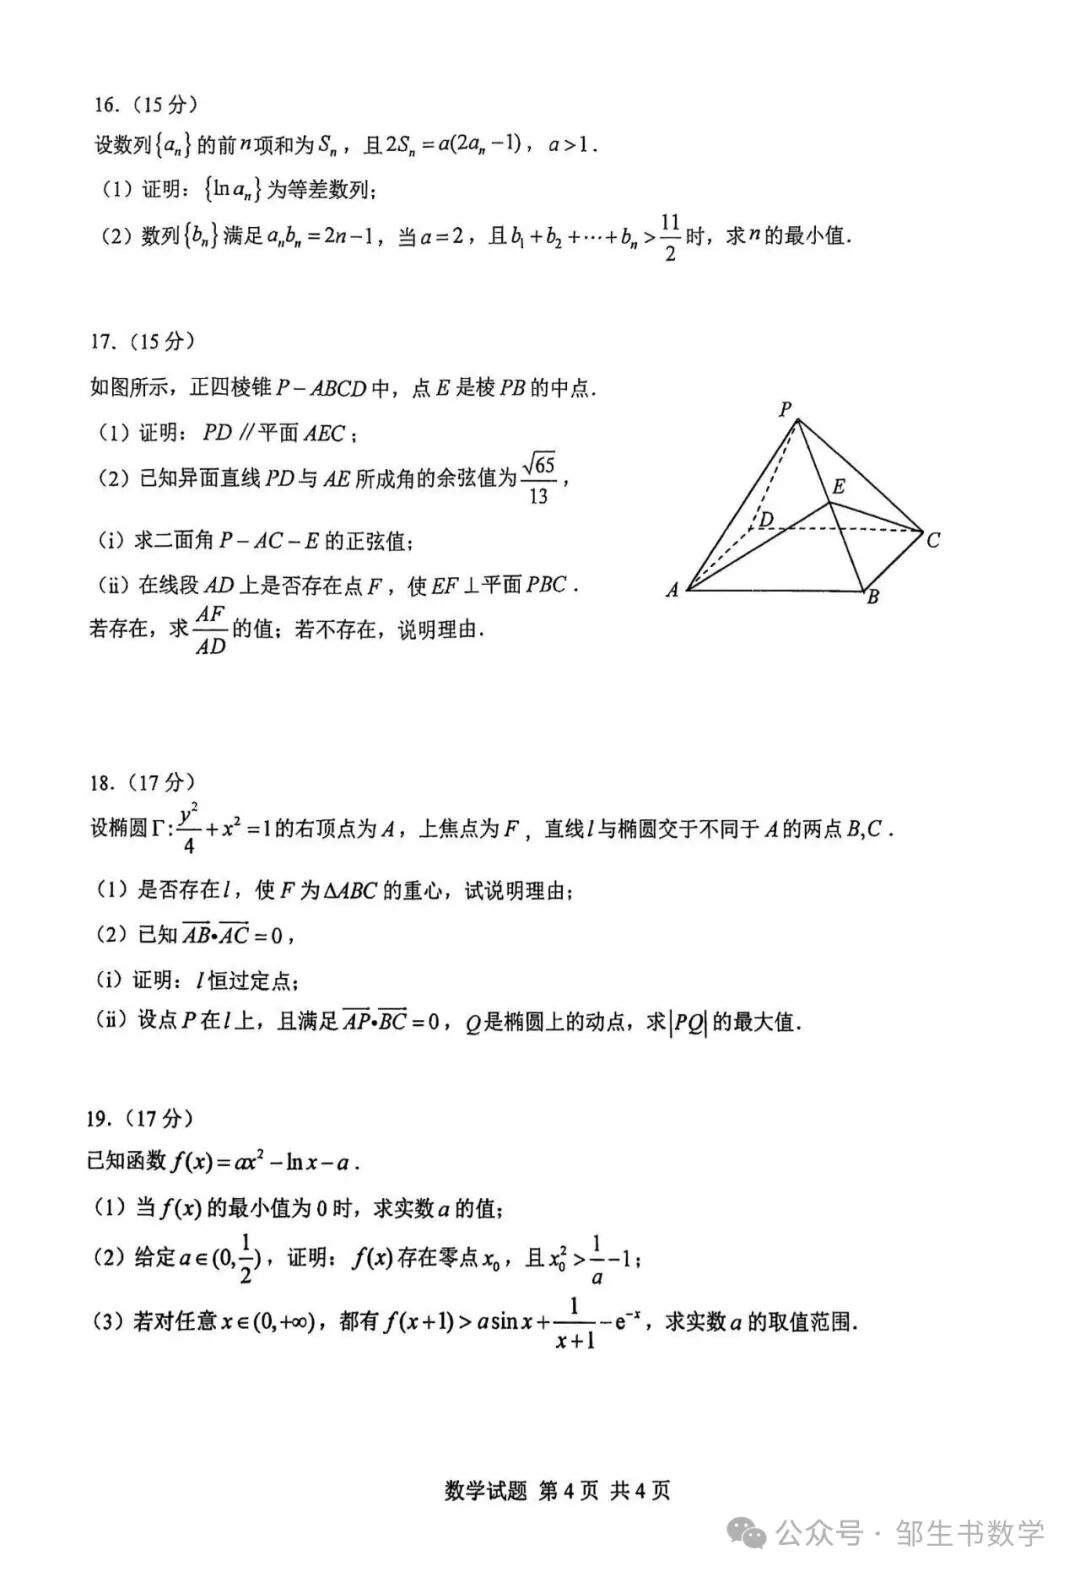 16.（15 分）
设数列{aₙ}的前n项和为Sₙ，且2Sₙ=a(2aₙ−1)，a>1.
（1）证明：{ln aₙ}为等差数列；
（2）数列{bₙ}满足aₙbₙ=2n−1，当a=2，且b₁+b₂+⋯+bₙ>11/2时，求n的最小值.
17.（15 分）
如图所示，正四棱锥P−ABCD中，点E是棱PB的中点.
（1）证明：PD∥平面AEC；
（2）已知异面直线PD与AE所成角的余弦值为√65/13，
（i）求二面角P−AC−E的正弦值；
（ii）在线段AD上是否存在点F，使EF⊥平面PBC.
若存在，求AF/AD的值；若不存在，说明理由.
P
E
D
C
A
B
18.（17 分）
设椭圆Γ:y²/4+x²=1的右顶点为A，上焦点为F，直线l与椭圆交于不同于A的两点B,C.
（1）是否存在l，使F为ΔABC的重心，试说明理由；
（2）已知AB→•AC→=0，
（i）证明：l恒过定点；
（ii）设点P在l上，且满足AP→•BC→=0，Q是椭圆上的动点，求|PQ|的最大值.
19.（17 分）
已知函数f(x)=ax²−ln x−a.
（1）当f(x)的最小值为0时，求实数a的值；
（2）给定a∈(0,1/2)，证明：f(x)存在零点x₀，且x₀²>1/a−1；
（3）若对任意x∈(0,+∞)，都有f(x+1)>a sin x+1/(x+1)−e⁻ˣ，求实数a的取值范围.
数学试题 第4页 共4页
公众号·邹生书数学